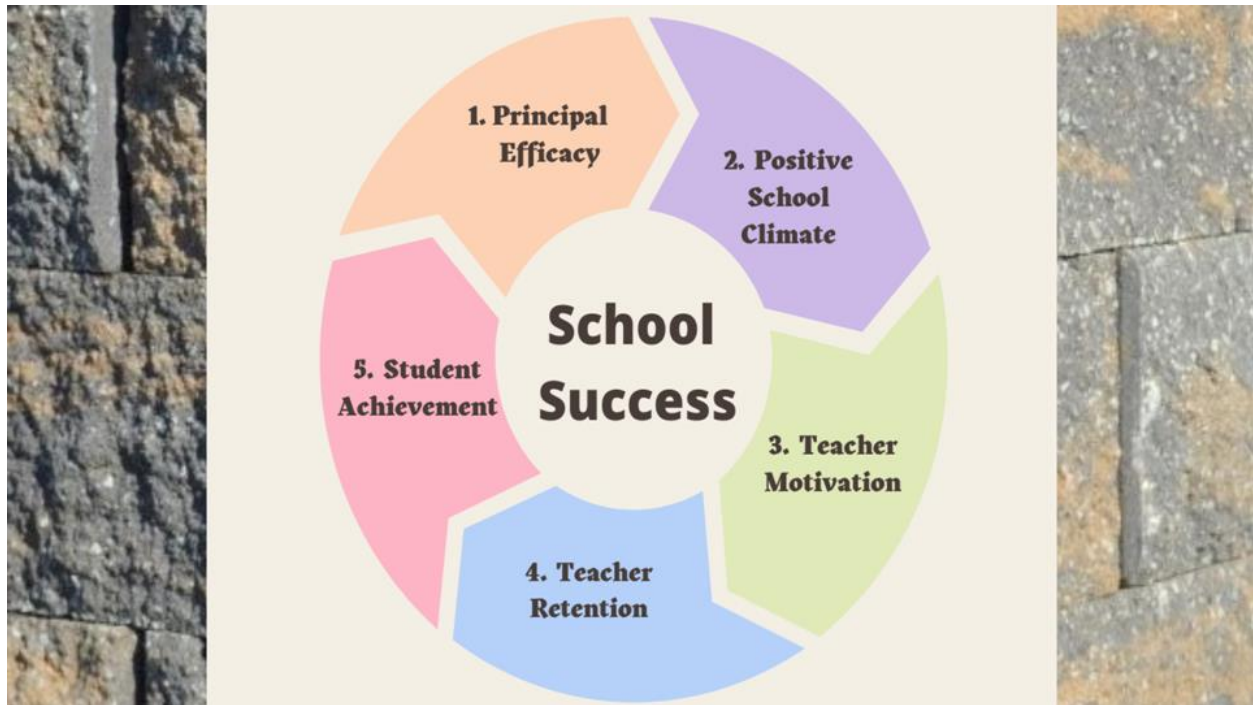 1. Principal
Efficacy
2. Positive
School
Climate
School
Success
5. Student
Achievement
3. Teacher
Motivation
4. Teacher
Retention